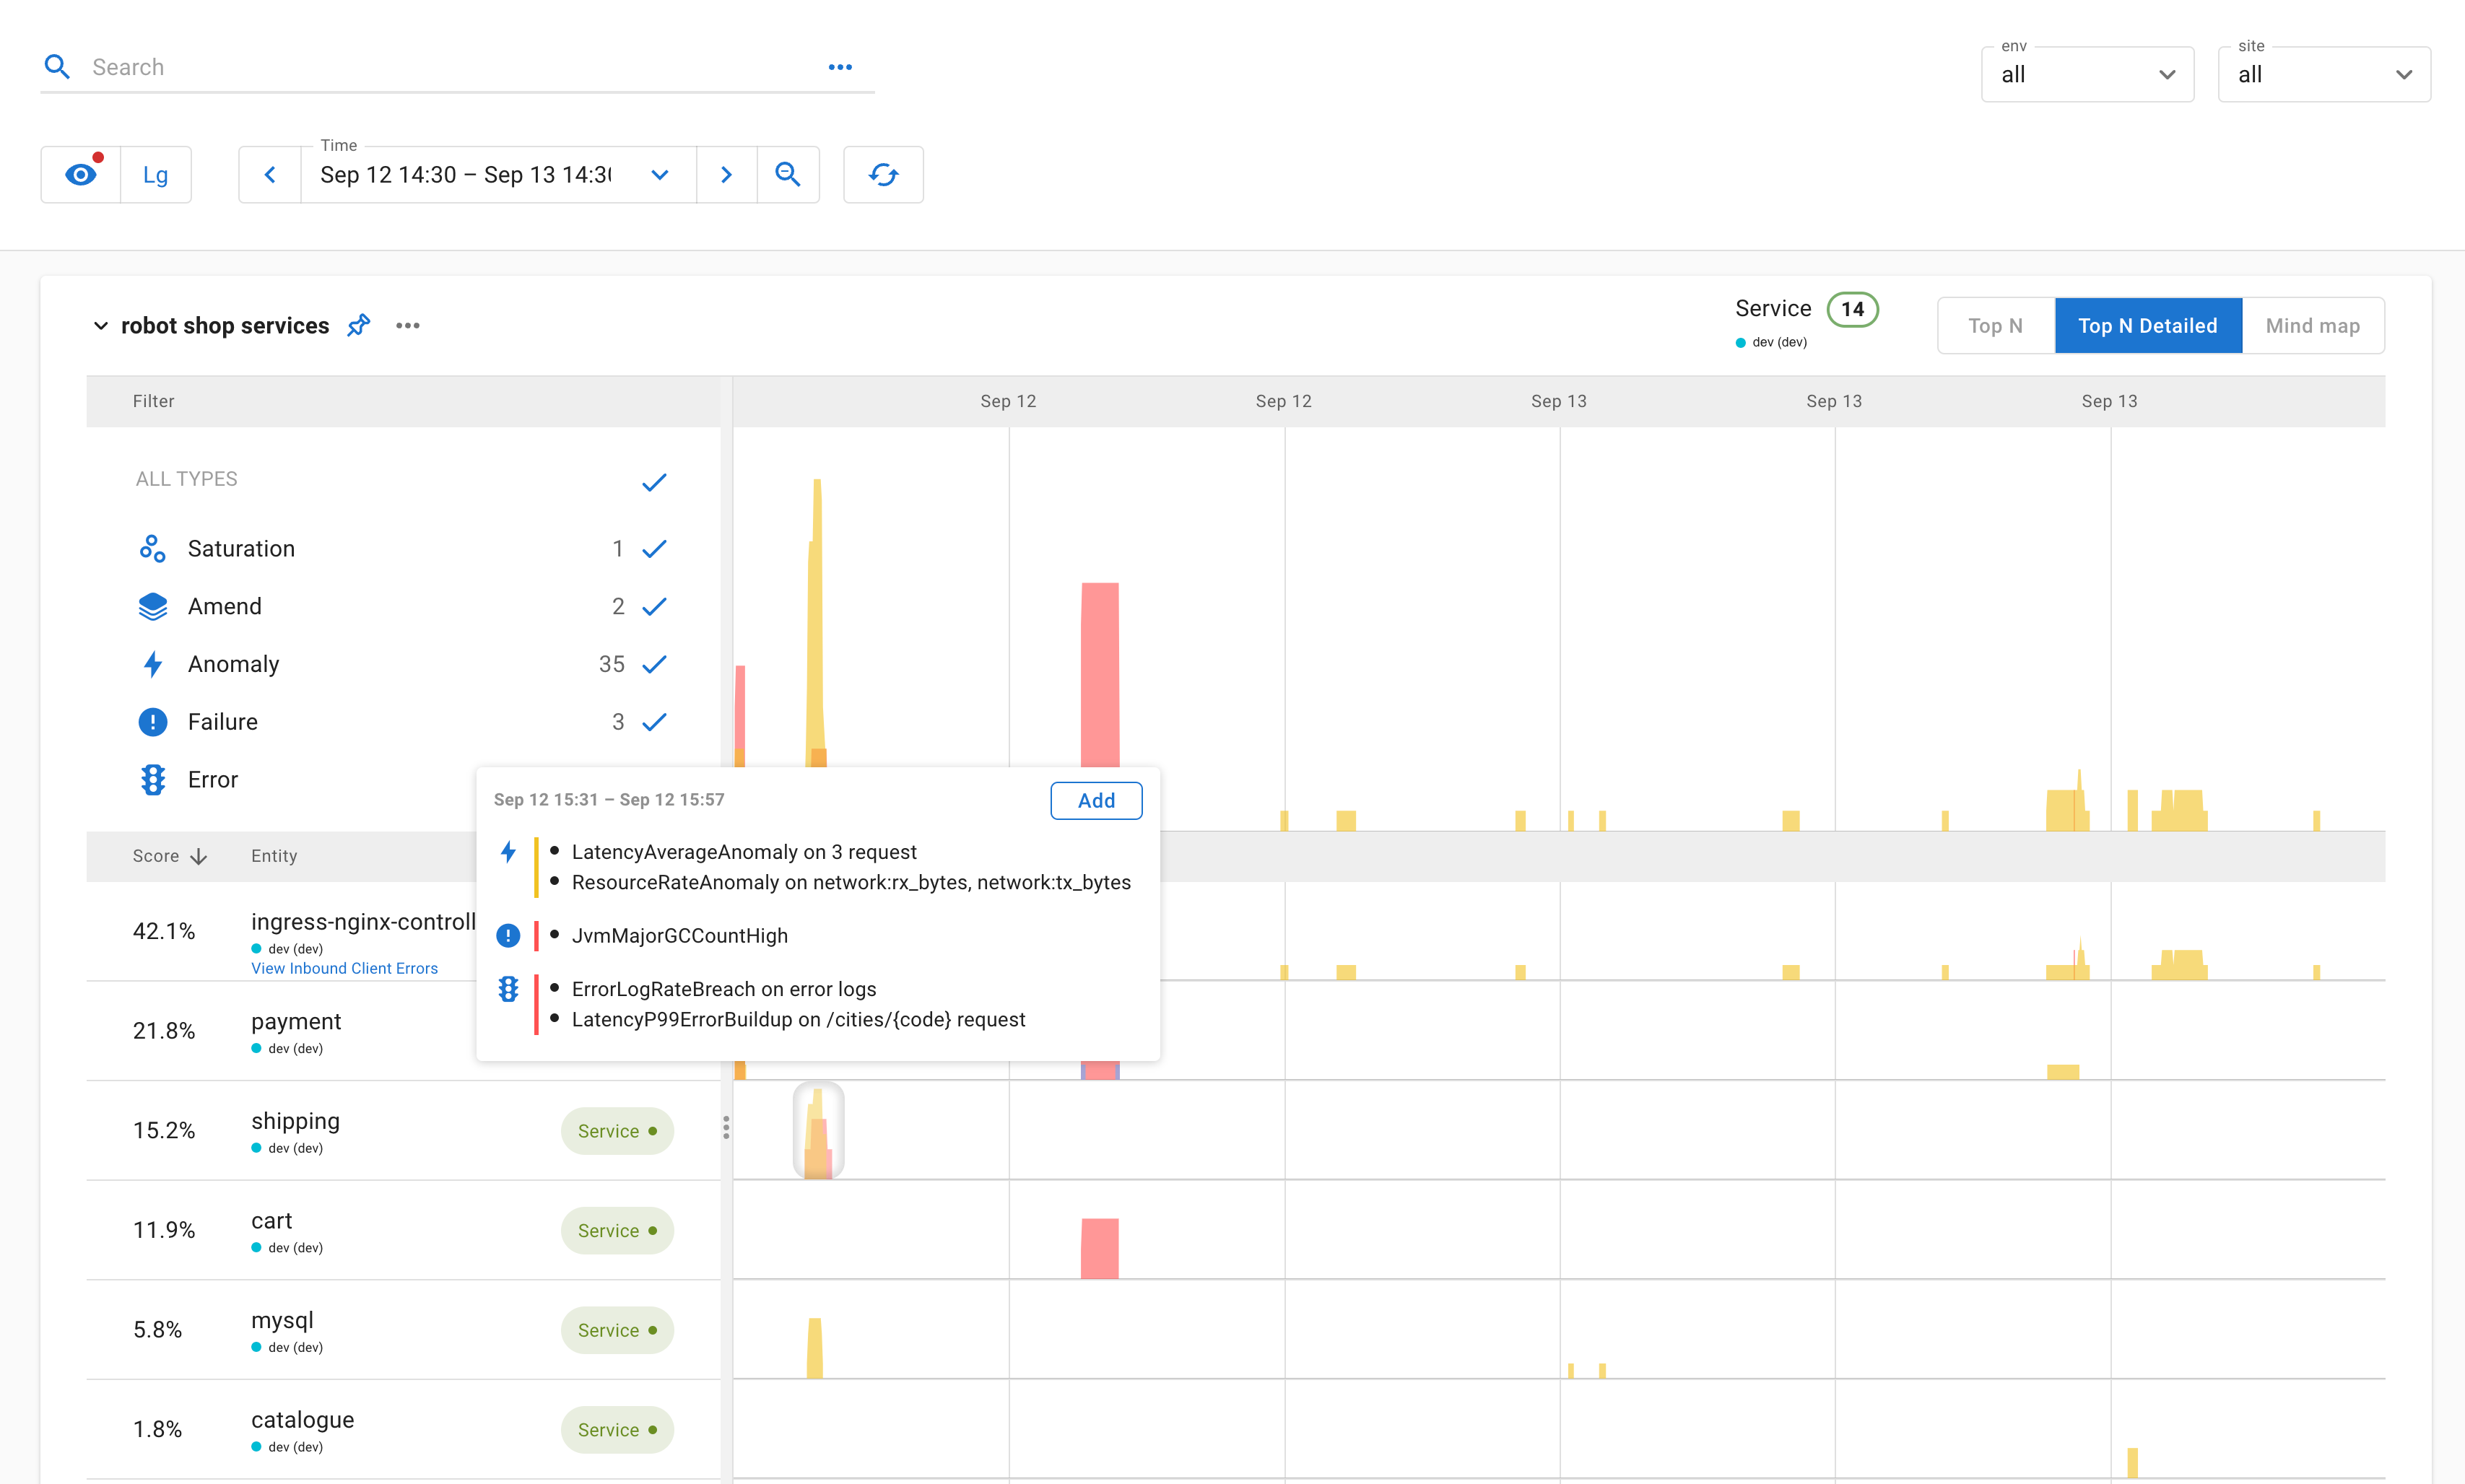 Search
env
all
site
all
Lg
Time
Sep 12 14:30 – Sep 13 14:30
robot shop services
Service 14
dev (dev)
Top N
Top N Detailed
Mind map
Filter
Sep 12
Sep 12
Sep 13
Sep 13
Sep 13
ALL TYPES
Saturation 1
Amend 2
Anomaly 35
Failure 3
Error
Sep 12 15:31 – Sep 12 15:57
Add
LatencyAverageAnomaly on 3 request
ResourceRateAnomaly on network:rx_bytes, network:tx_bytes
JvmMajorGCCountHigh
ErrorLogRateBreach on error logs
LatencyP99ErrorBuildup on /cities/{code} request
Score Entity
42.1% ingress-nginx-controll
dev (dev)
View Inbound Client Errors
21.8% payment
dev (dev)
15.2% shipping
dev (dev)
Service
11.9% cart
dev (dev)
Service
5.8% mysql
dev (dev)
Service
1.8% catalogue
dev (dev)
Service